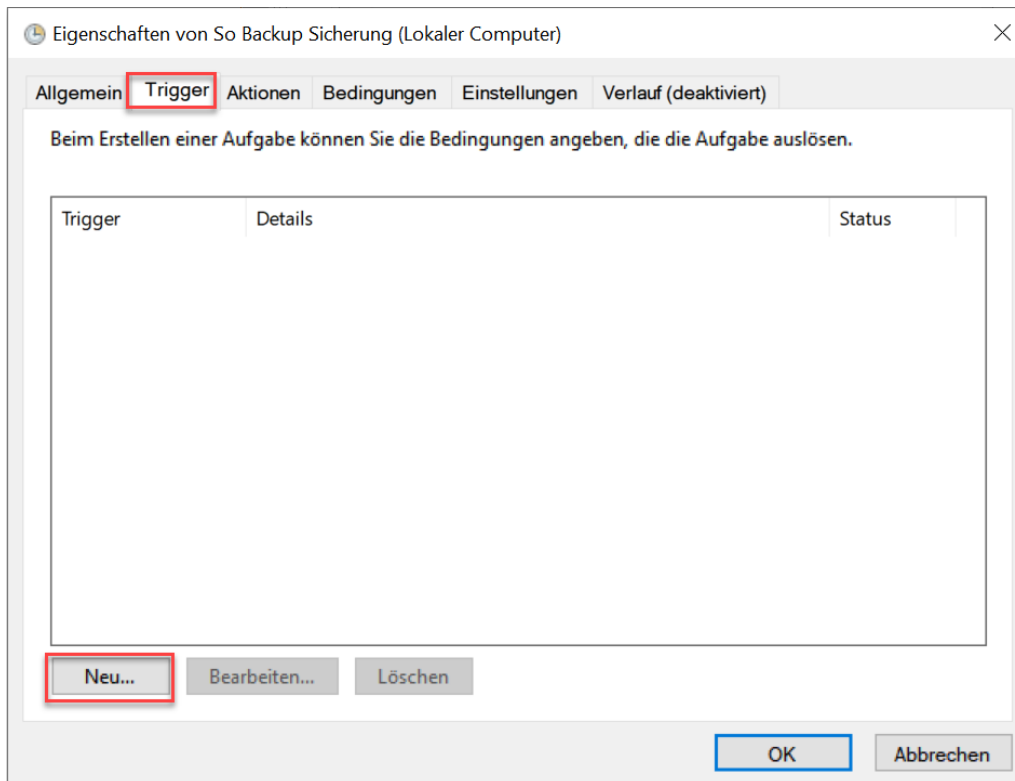 Eigenschaften von So Backup Sicherung (Lokaler Computer)
Allgemein Trigger Aktionen Bedingungen Einstellungen Verlauf (deaktiviert)
Beim Erstellen einer Aufgabe können Sie die Bedingungen angeben, die die Aufgabe auslösen.
Trigger Details Status
Neu... Bearbeiten... Löschen
OK Abbrechen